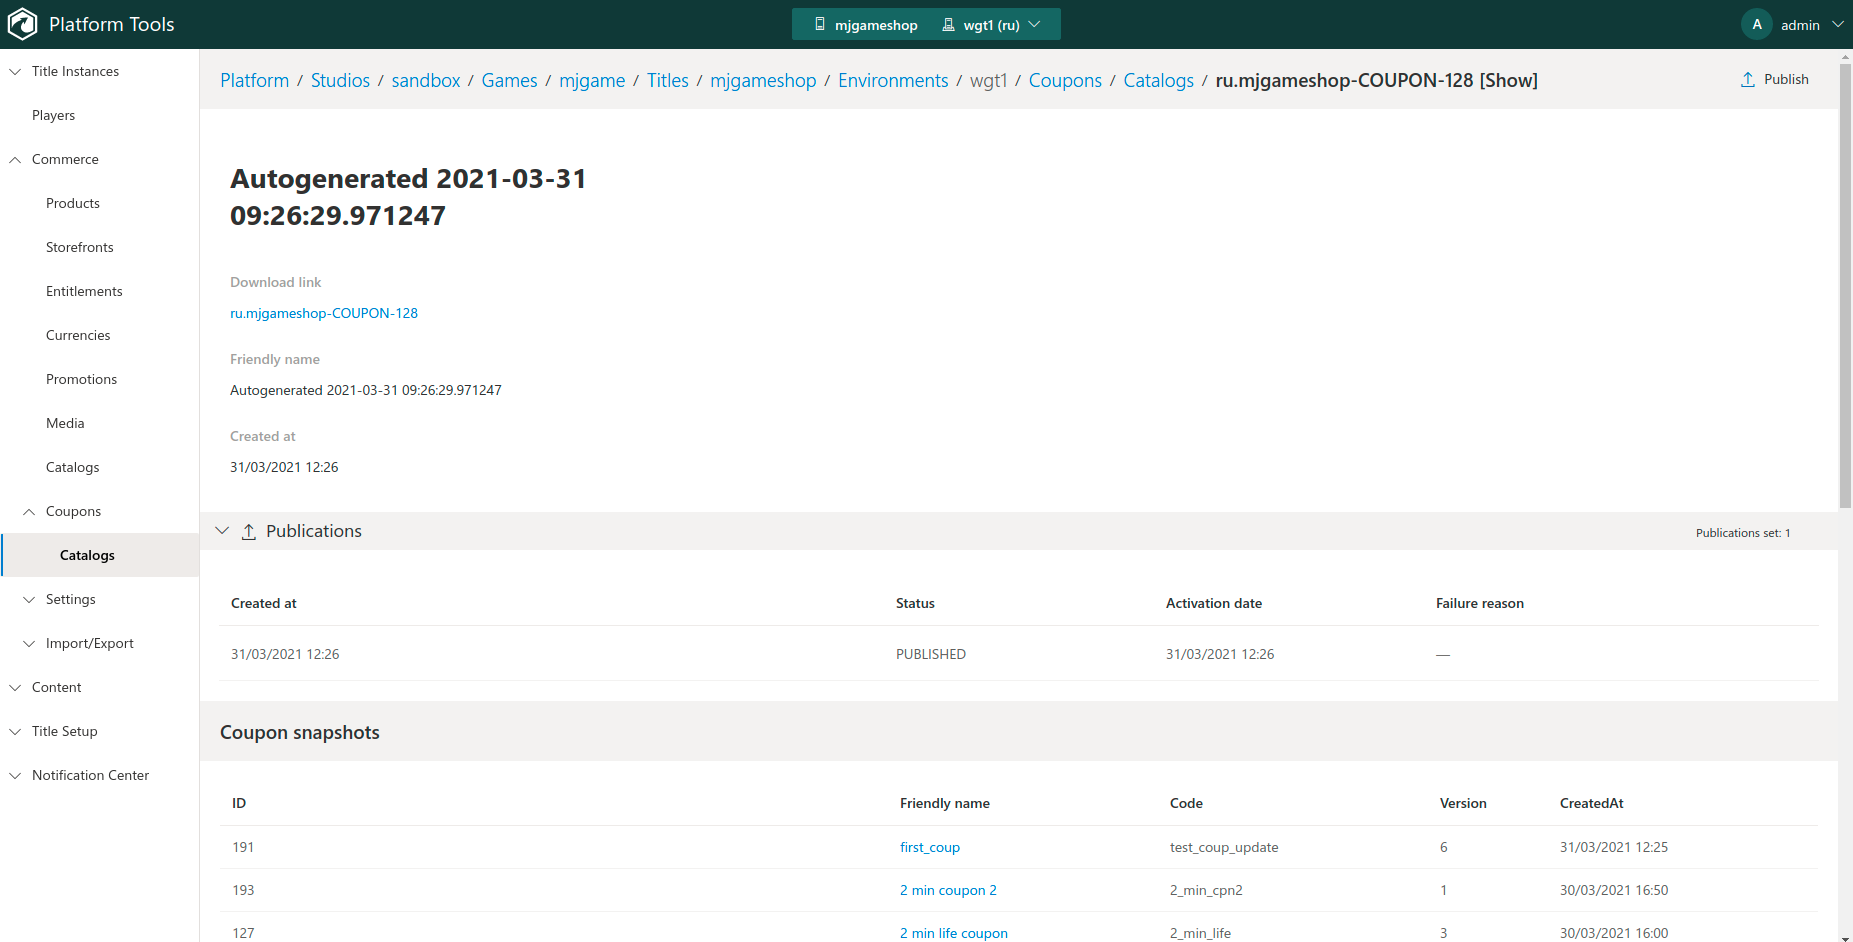 Platform Tools
mjgameshop wgt1 (ru)
A admin
Title Instances
Players
Commerce
Products
Storefronts
Entitlements
Currencies
Promotions
Media
Catalogs
Coupons
Catalogs
Settings
Import/Export
Content
Title Setup
Notification Center
Platform / Studios / sandbox / Games / mjgame / Titles / mjgameshop / Environments / wgt1 / Coupons / Catalogs / ru.mjgameshop-COUPON-128 [Show]
Publish
Autogenerated 2021-03-31
09:26:29.971247
Download link
ru.mjgameshop-COUPON-128
Friendly name
Autogenerated 2021-03-31 09:26:29.971247
Created at
31/03/2021 12:26
Publications
Publications set: 1
Created at Status Activation date Failure reason
31/03/2021 12:26 PUBLISHED 31/03/2021 12:26 —
Coupon snapshots
ID Friendly name Code Version CreatedAt
191 first_coup test_coup_update 6 31/03/2021 12:25
193 2 min coupon 2 2_min_cpn2 1 30/03/2021 16:50
127 2 min life coupon 2_min_life 3 30/03/2021 16:00